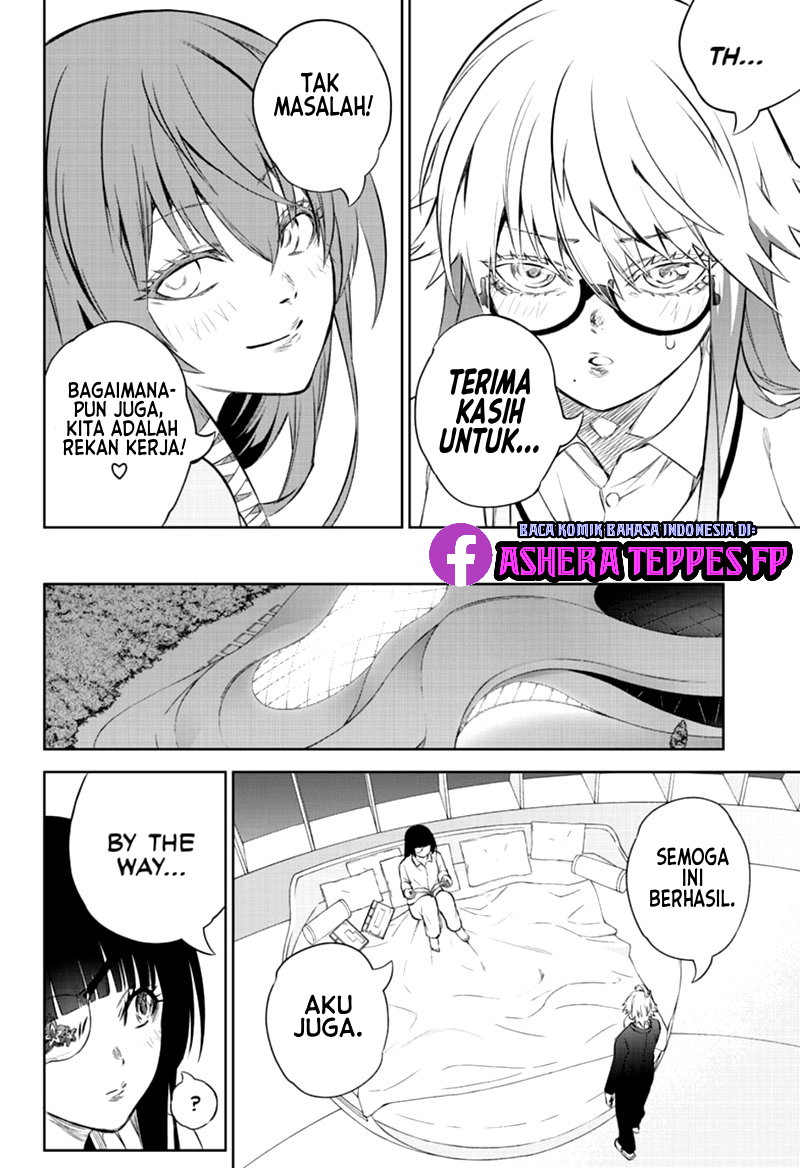 TH...
TERIMA
KASIH
UNTUK...
TAK
MASALAH!
BAGAIMANA-
PUN JUGA,
KITA ADALAH
REKAN KERJA!
♡
BACA KOMIK BAHASA INDONESIA DI:
f ASHERA TEPPES FP
SEMOGA
INI
BERHASIL.
AKU
JUGA.
BY THE
WAY...
?